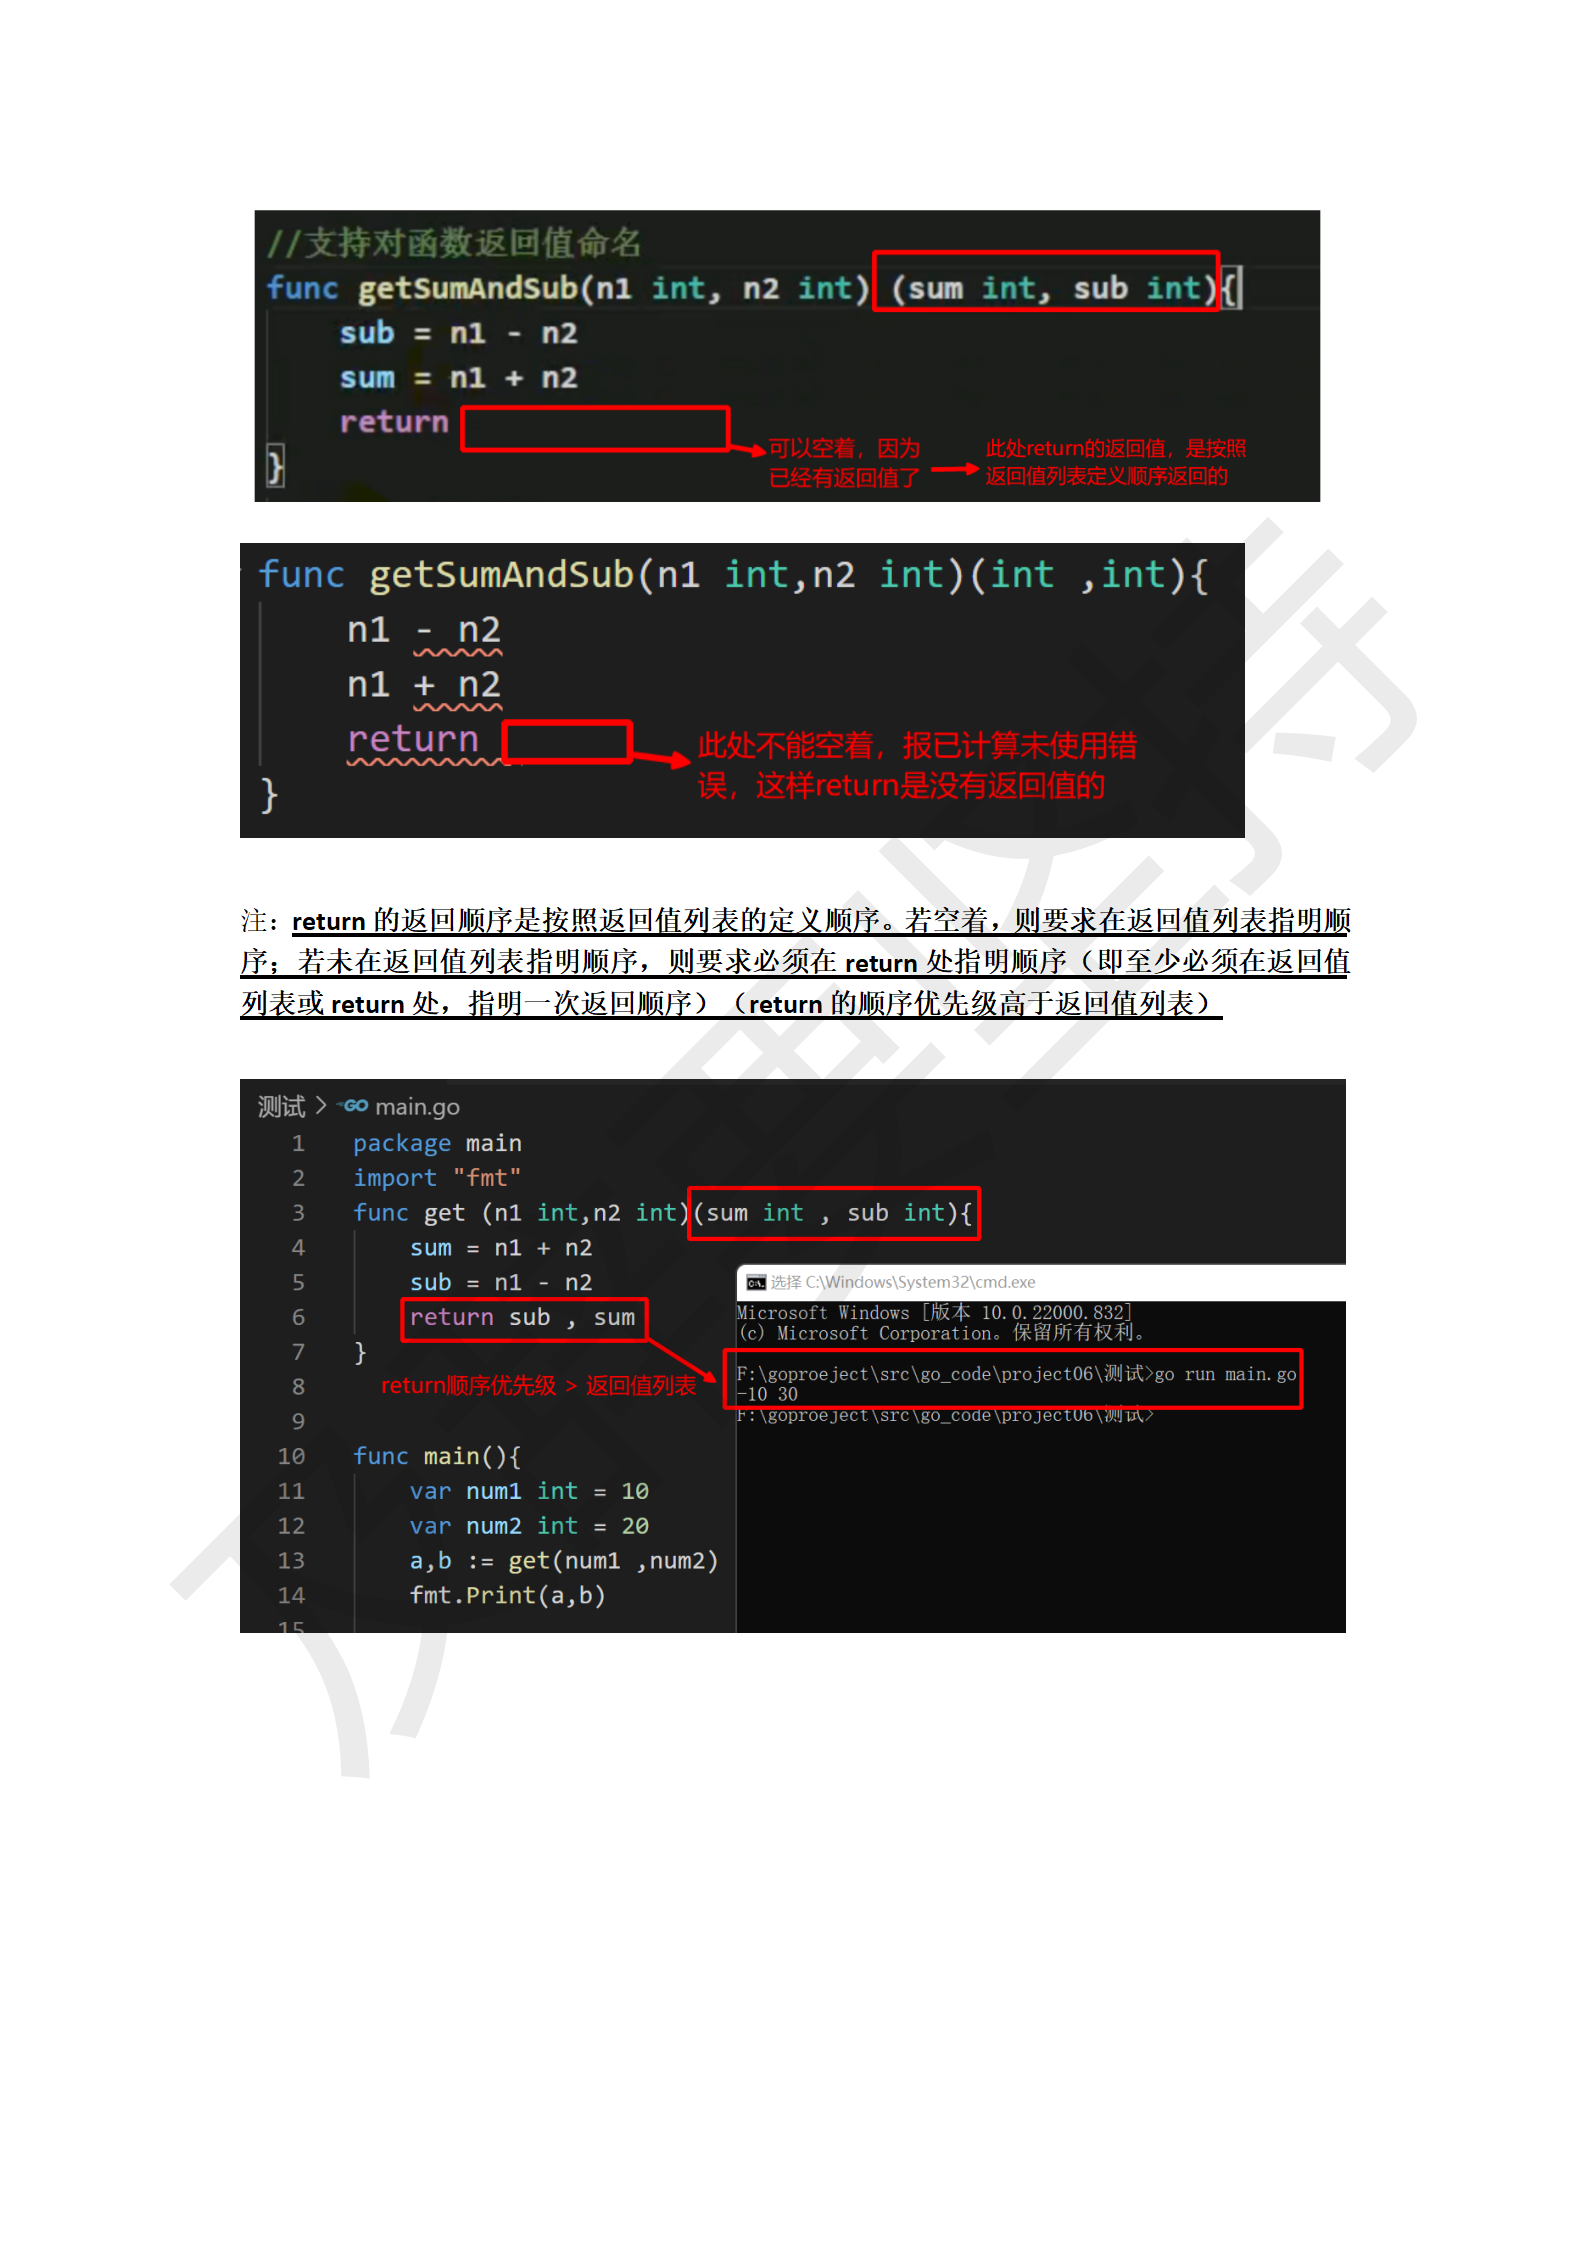 //支持对函数返回值命名
func getSumAndSub(n1 int, n2 int) (sum int, sub int){
sub = n1 - n2
sum = n1 + n2
return
}
可以空着，因为
已经有返回值了
此处return的返回值，是按照
返回值列表定义顺序返回的
func getSumAndSub(n1 int,n2 int)(int ,int){
n1 - n2
n1 + n2
return
}
此处不能空着，报已计算未使用错
误，这样return是没有返回值的
注：return 的返回顺序是按照返回值列表的定义顺序。若空着，则要求在返回值列表指明顺
序；若未在返回值列表指明顺序，则要求必须在 return 处指明顺序（即至少必须在返回值
列表或 return 处，指明一次返回顺序）（return 的顺序优先级高于返回值列表）
测试 > GO main.go
1 package main
2 import "fmt"
3 func get (n1 int,n2 int)(sum int , sub int){
4 sum = n1 + n2
5 sub = n1 - n2
6 return sub , sum
7 }
8
9
10 func main(){
11 var num1 int = 10
12 var num2 int = 20
13 a,b := get(num1 ,num2)
14 fmt.Print(a,b)
15
return顺序优先级 > 返回值列表
选择 C:\Windows\System32\cmd.exe
Microsoft Windows [版本 10.0.22000.832]
(c) Microsoft Corporation。保留所有权利。
F:\goproeject\src\go_code\project06\测试>go run main.go
-10 30
F:\goproeject\src\go_code\project06\测试>